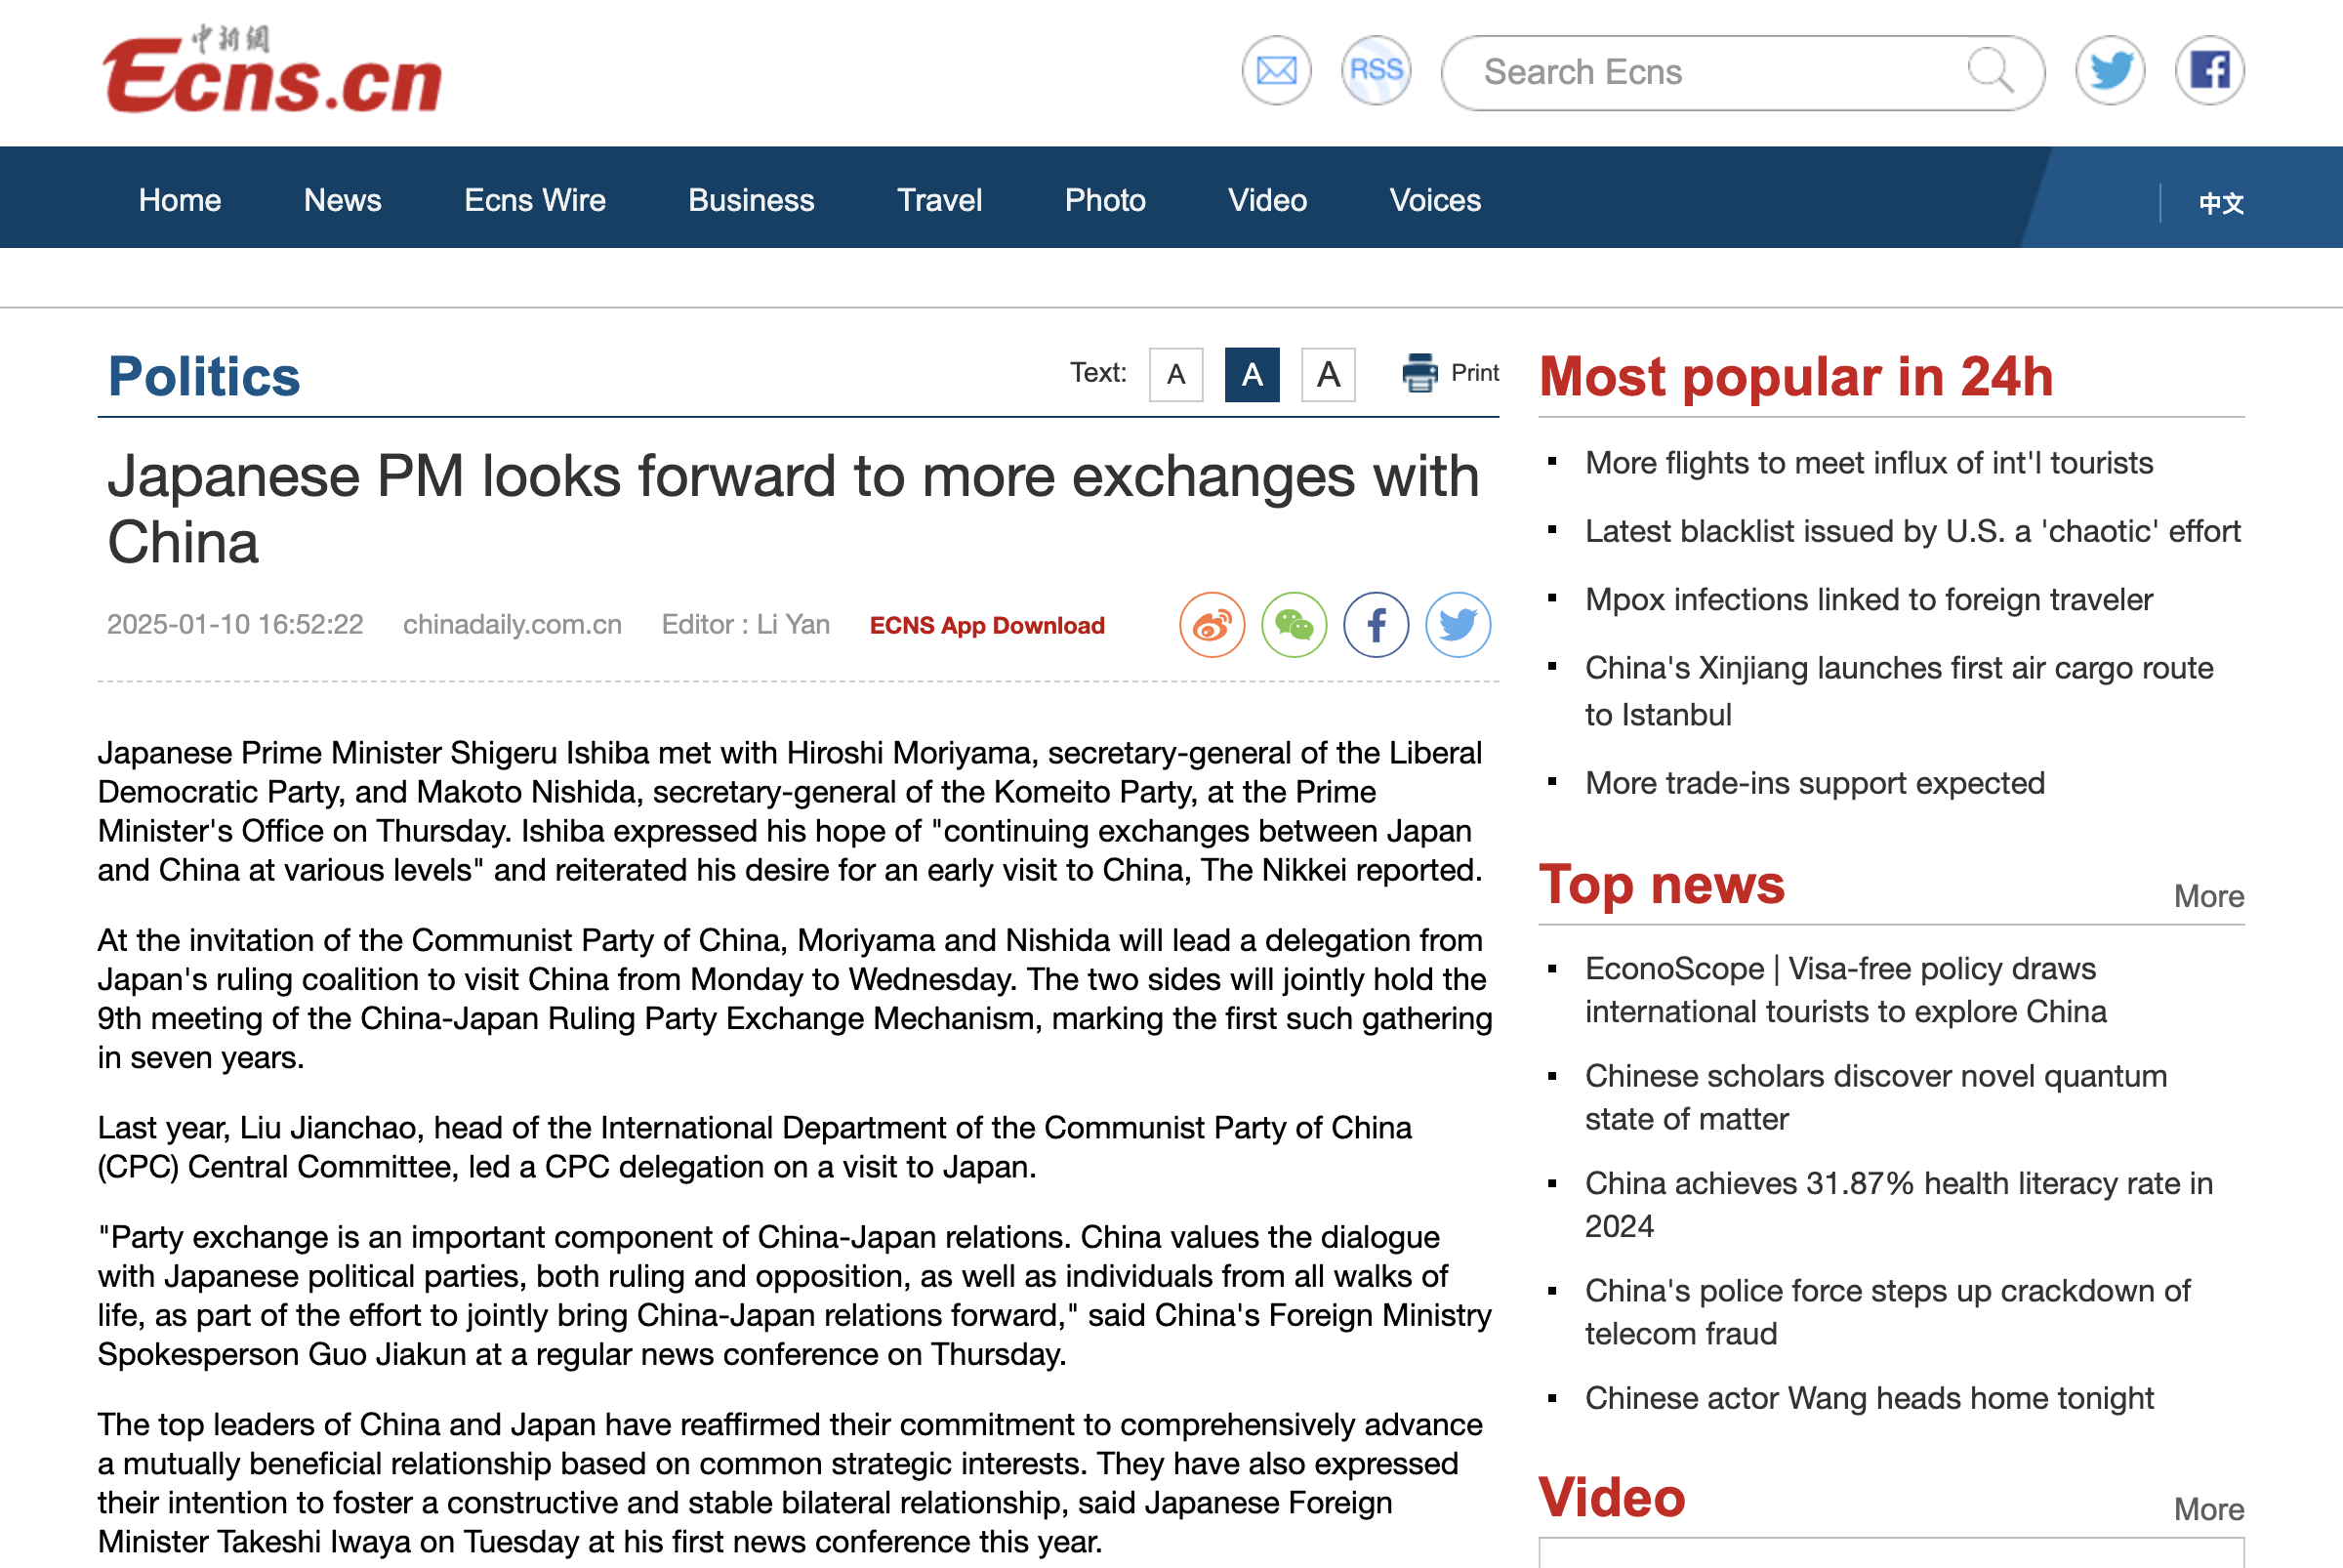 中新網
Ecns.cn
RSS
Search Ecns
Home News Ecns Wire Business Travel Photo Video Voices 中文
Politics
Text: A A A Print
Japanese PM looks forward to more exchanges with
China
2025-01-10 16:52:22 chinadaily.com.cn Editor : Li Yan ECNS App Download
Japanese Prime Minister Shigeru Ishiba met with Hiroshi Moriyama, secretary-general of the Liberal
Democratic Party, and Makoto Nishida, secretary-general of the Komeito Party, at the Prime
Minister's Office on Thursday. Ishiba expressed his hope of "continuing exchanges between Japan
and China at various levels" and reiterated his desire for an early visit to China, The Nikkei reported.
At the invitation of the Communist Party of China, Moriyama and Nishida will lead a delegation from
Japan's ruling coalition to visit China from Monday to Wednesday. The two sides will jointly hold the
9th meeting of the China-Japan Ruling Party Exchange Mechanism, marking the first such gathering
in seven years.
Last year, Liu Jianchao, head of the International Department of the Communist Party of China
(CPC) Central Committee, led a CPC delegation on a visit to Japan.
"Party exchange is an important component of China-Japan relations. China values the dialogue
with Japanese political parties, both ruling and opposition, as well as individuals from all walks of
life, as part of the effort to jointly bring China-Japan relations forward," said China's Foreign Ministry
Spokesperson Guo Jiakun at a regular news conference on Thursday.
The top leaders of China and Japan have reaffirmed their commitment to comprehensively advance
a mutually beneficial relationship based on common strategic interests. They have also expressed
their intention to foster a constructive and stable bilateral relationship, said Japanese Foreign
Minister Takeshi Iwaya on Tuesday at his first news conference this year.
Most popular in 24h
More flights to meet influx of int'l tourists
Latest blacklist issued by U.S. a 'chaotic' effort
Mpox infections linked to foreign traveler
China's Xinjiang launches first air cargo route
to Istanbul
More trade-ins support expected
Top news More
EconoScope | Visa-free policy draws
international tourists to explore China
Chinese scholars discover novel quantum
state of matter
China achieves 31.87% health literacy rate in
2024
China's police force steps up crackdown of
telecom fraud
Chinese actor Wang heads home tonight
Video More